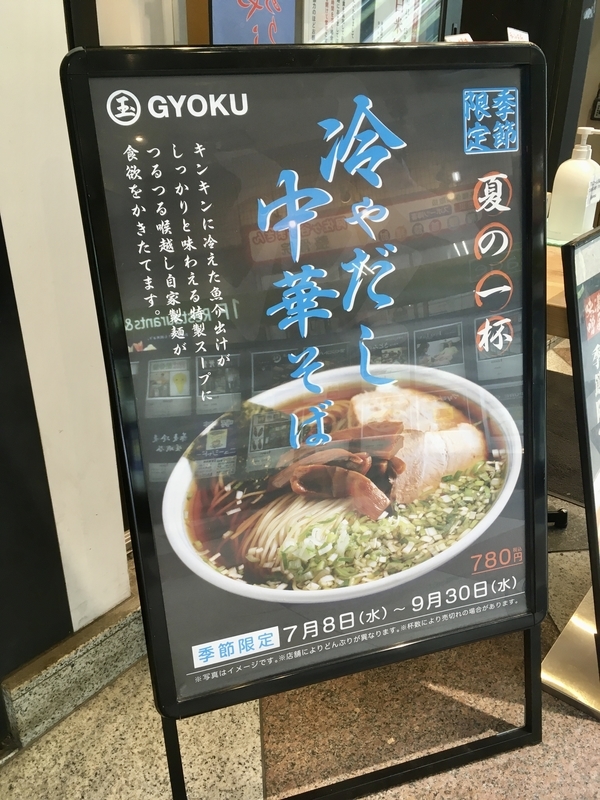 玉 GYOKU
季節
限定
夏の一杯
冷やだし
中華そば
キンキンに冷えた魚介出汁が
しっかりと味わえる特製スープに
つるつる喉越し自家製麺が
食欲をかきたてます。
780円
季節限定 7月8日(水)～9月30日(水)
※写真はイメージです。※店舗によりどんぶりが異なります。※杯数により売切れの場合があります。